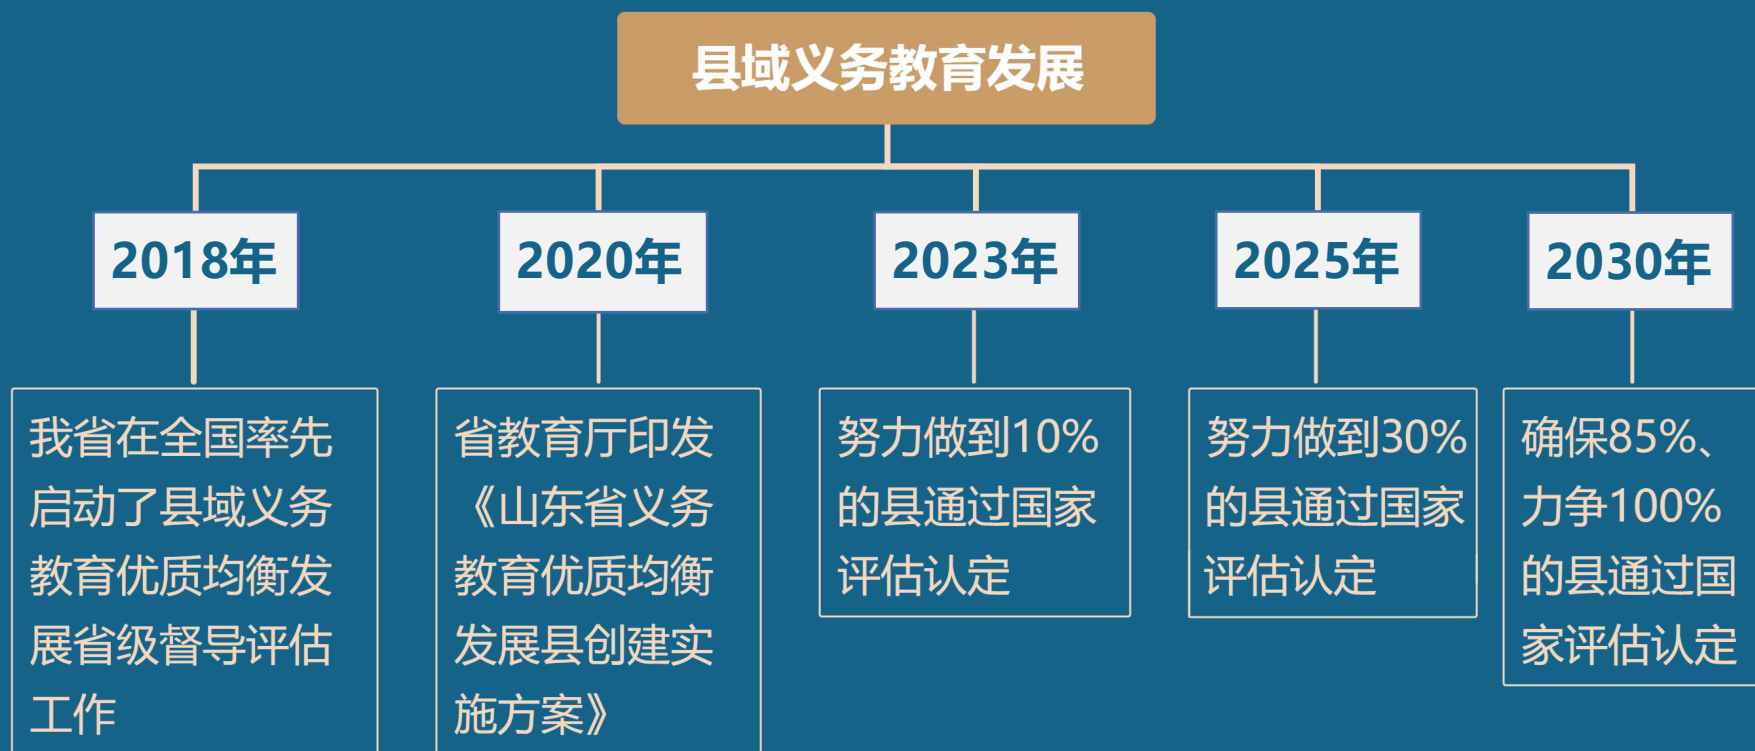 县域义务教育发展
2018年
我省在全国率先
启动了县域义务
教育优质均衡发
展省级督导评估
工作
2020年
省教育厅印发
《山东省义务
教育优质均衡
发展县创建实
施方案》
2023年
努力做到10%
的县通过国家
评估认定
2025年
努力做到30%
的县通过国家
评估认定
2030年
确保85%、
力争100%
的县通过国
家评估认定